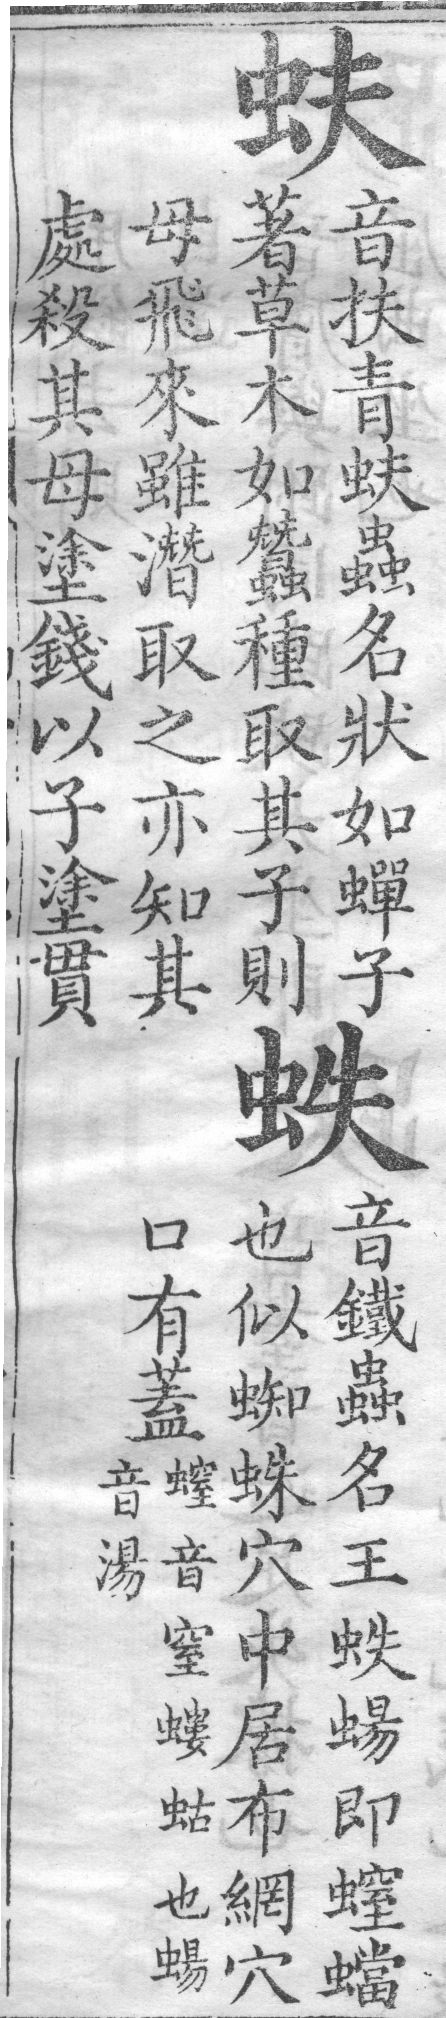 蚨
音扶青蚨蟲名狀如蟬子
著草木如蠶種取其子則
母飛來雖潛取之亦知其
處殺其母塗錢以子塗貫
蛈
音鐵蟲名王蛈蝪即螲蟷
也似蜘蛛穴中居布網穴
口有蓋
螲音窒螻蛄也蝪
音湯